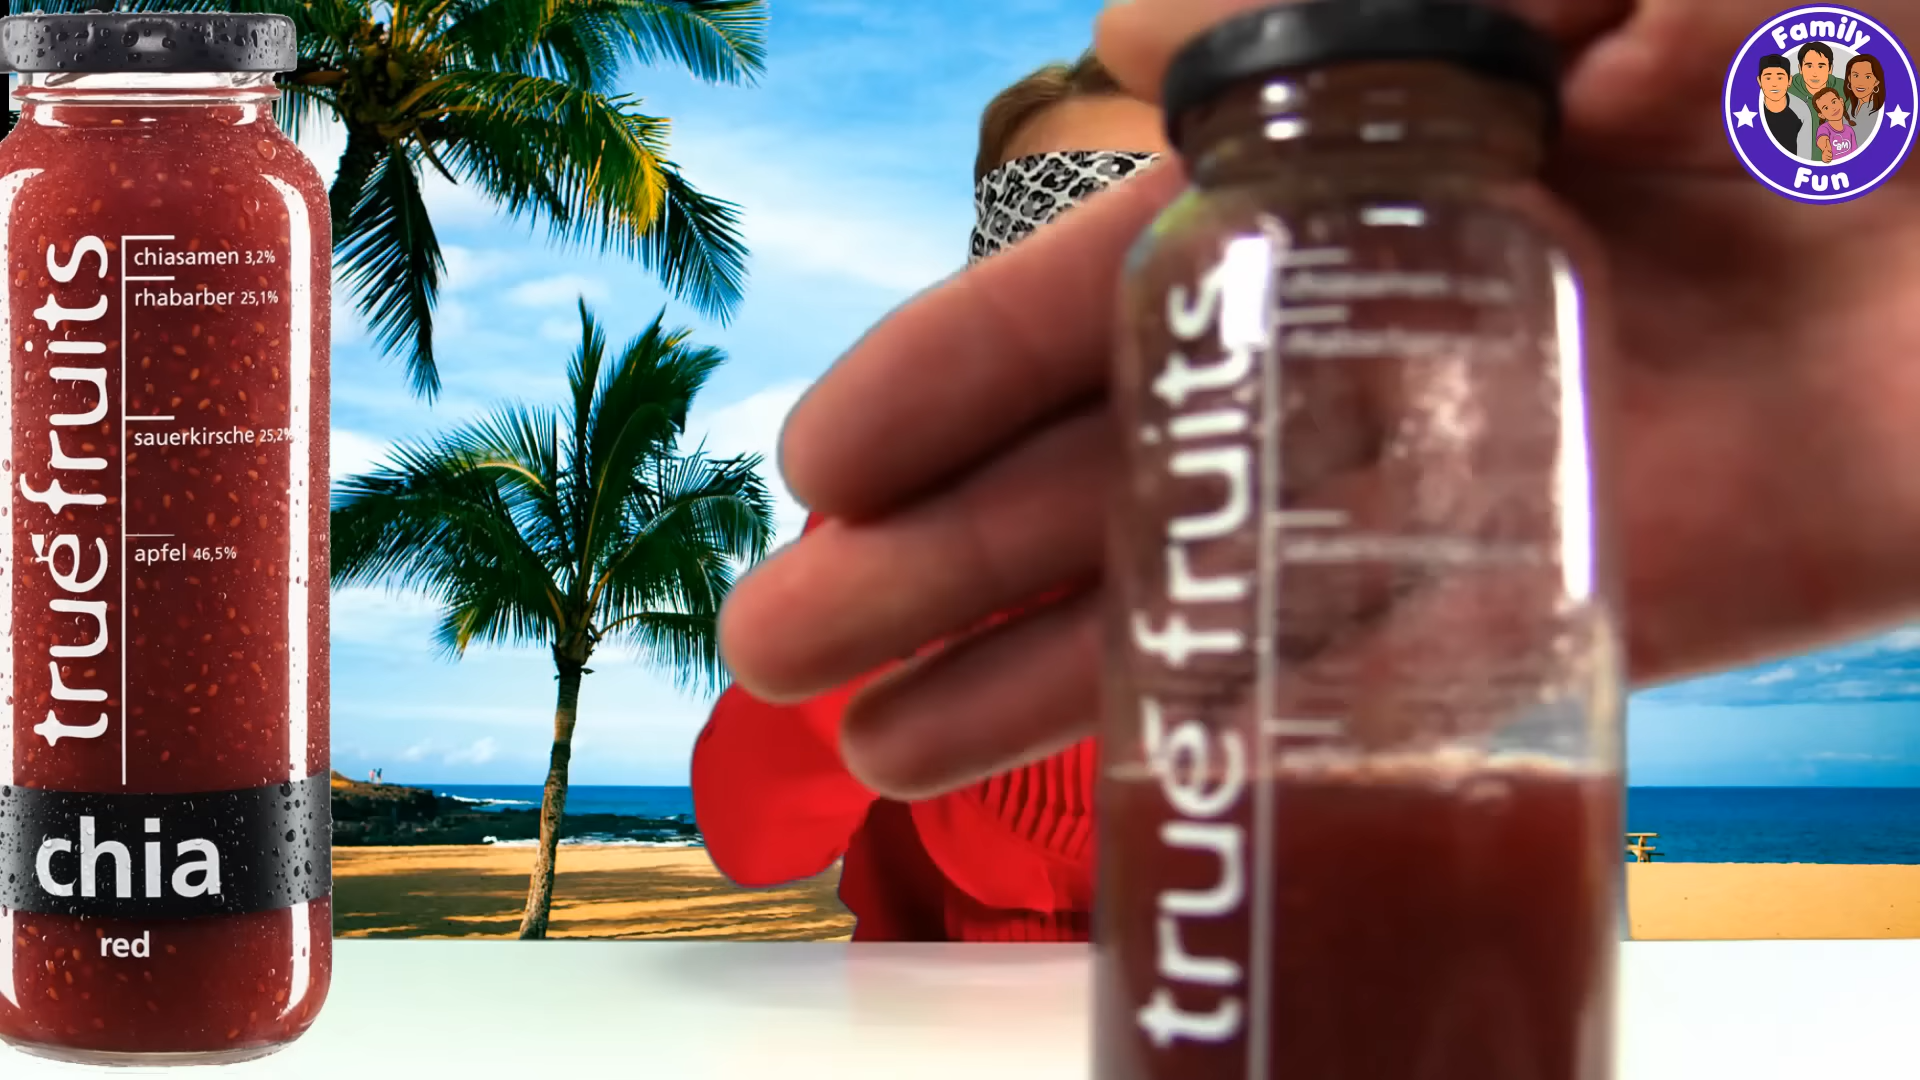 true fruits
chiasamen 3,2%
rhabarber 25,1%
sauerkirsche 25,2%
apfel 46,5%
chia
red
true fruits
Family
Fun